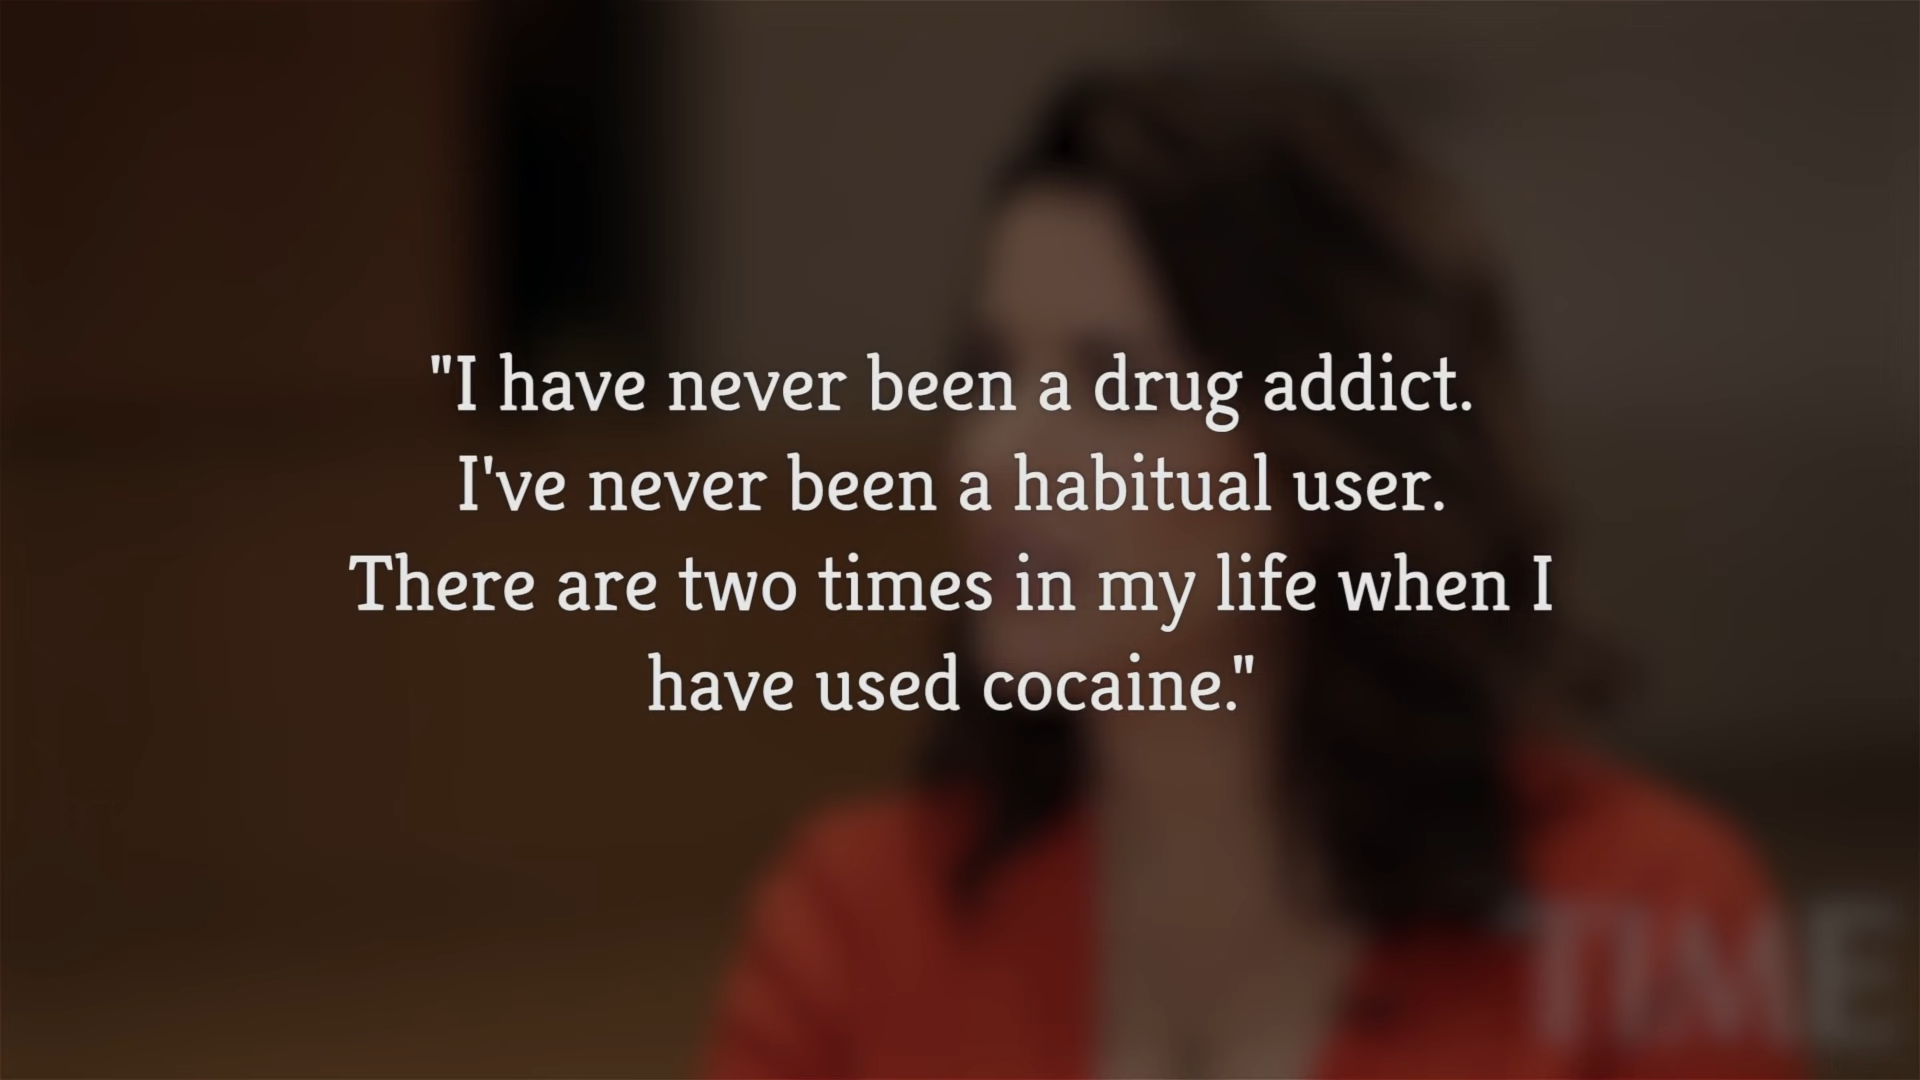 "I have never been a drug addict.
I've never been a habitual user.
There are two times in my life when I
have used cocaine."
TIME